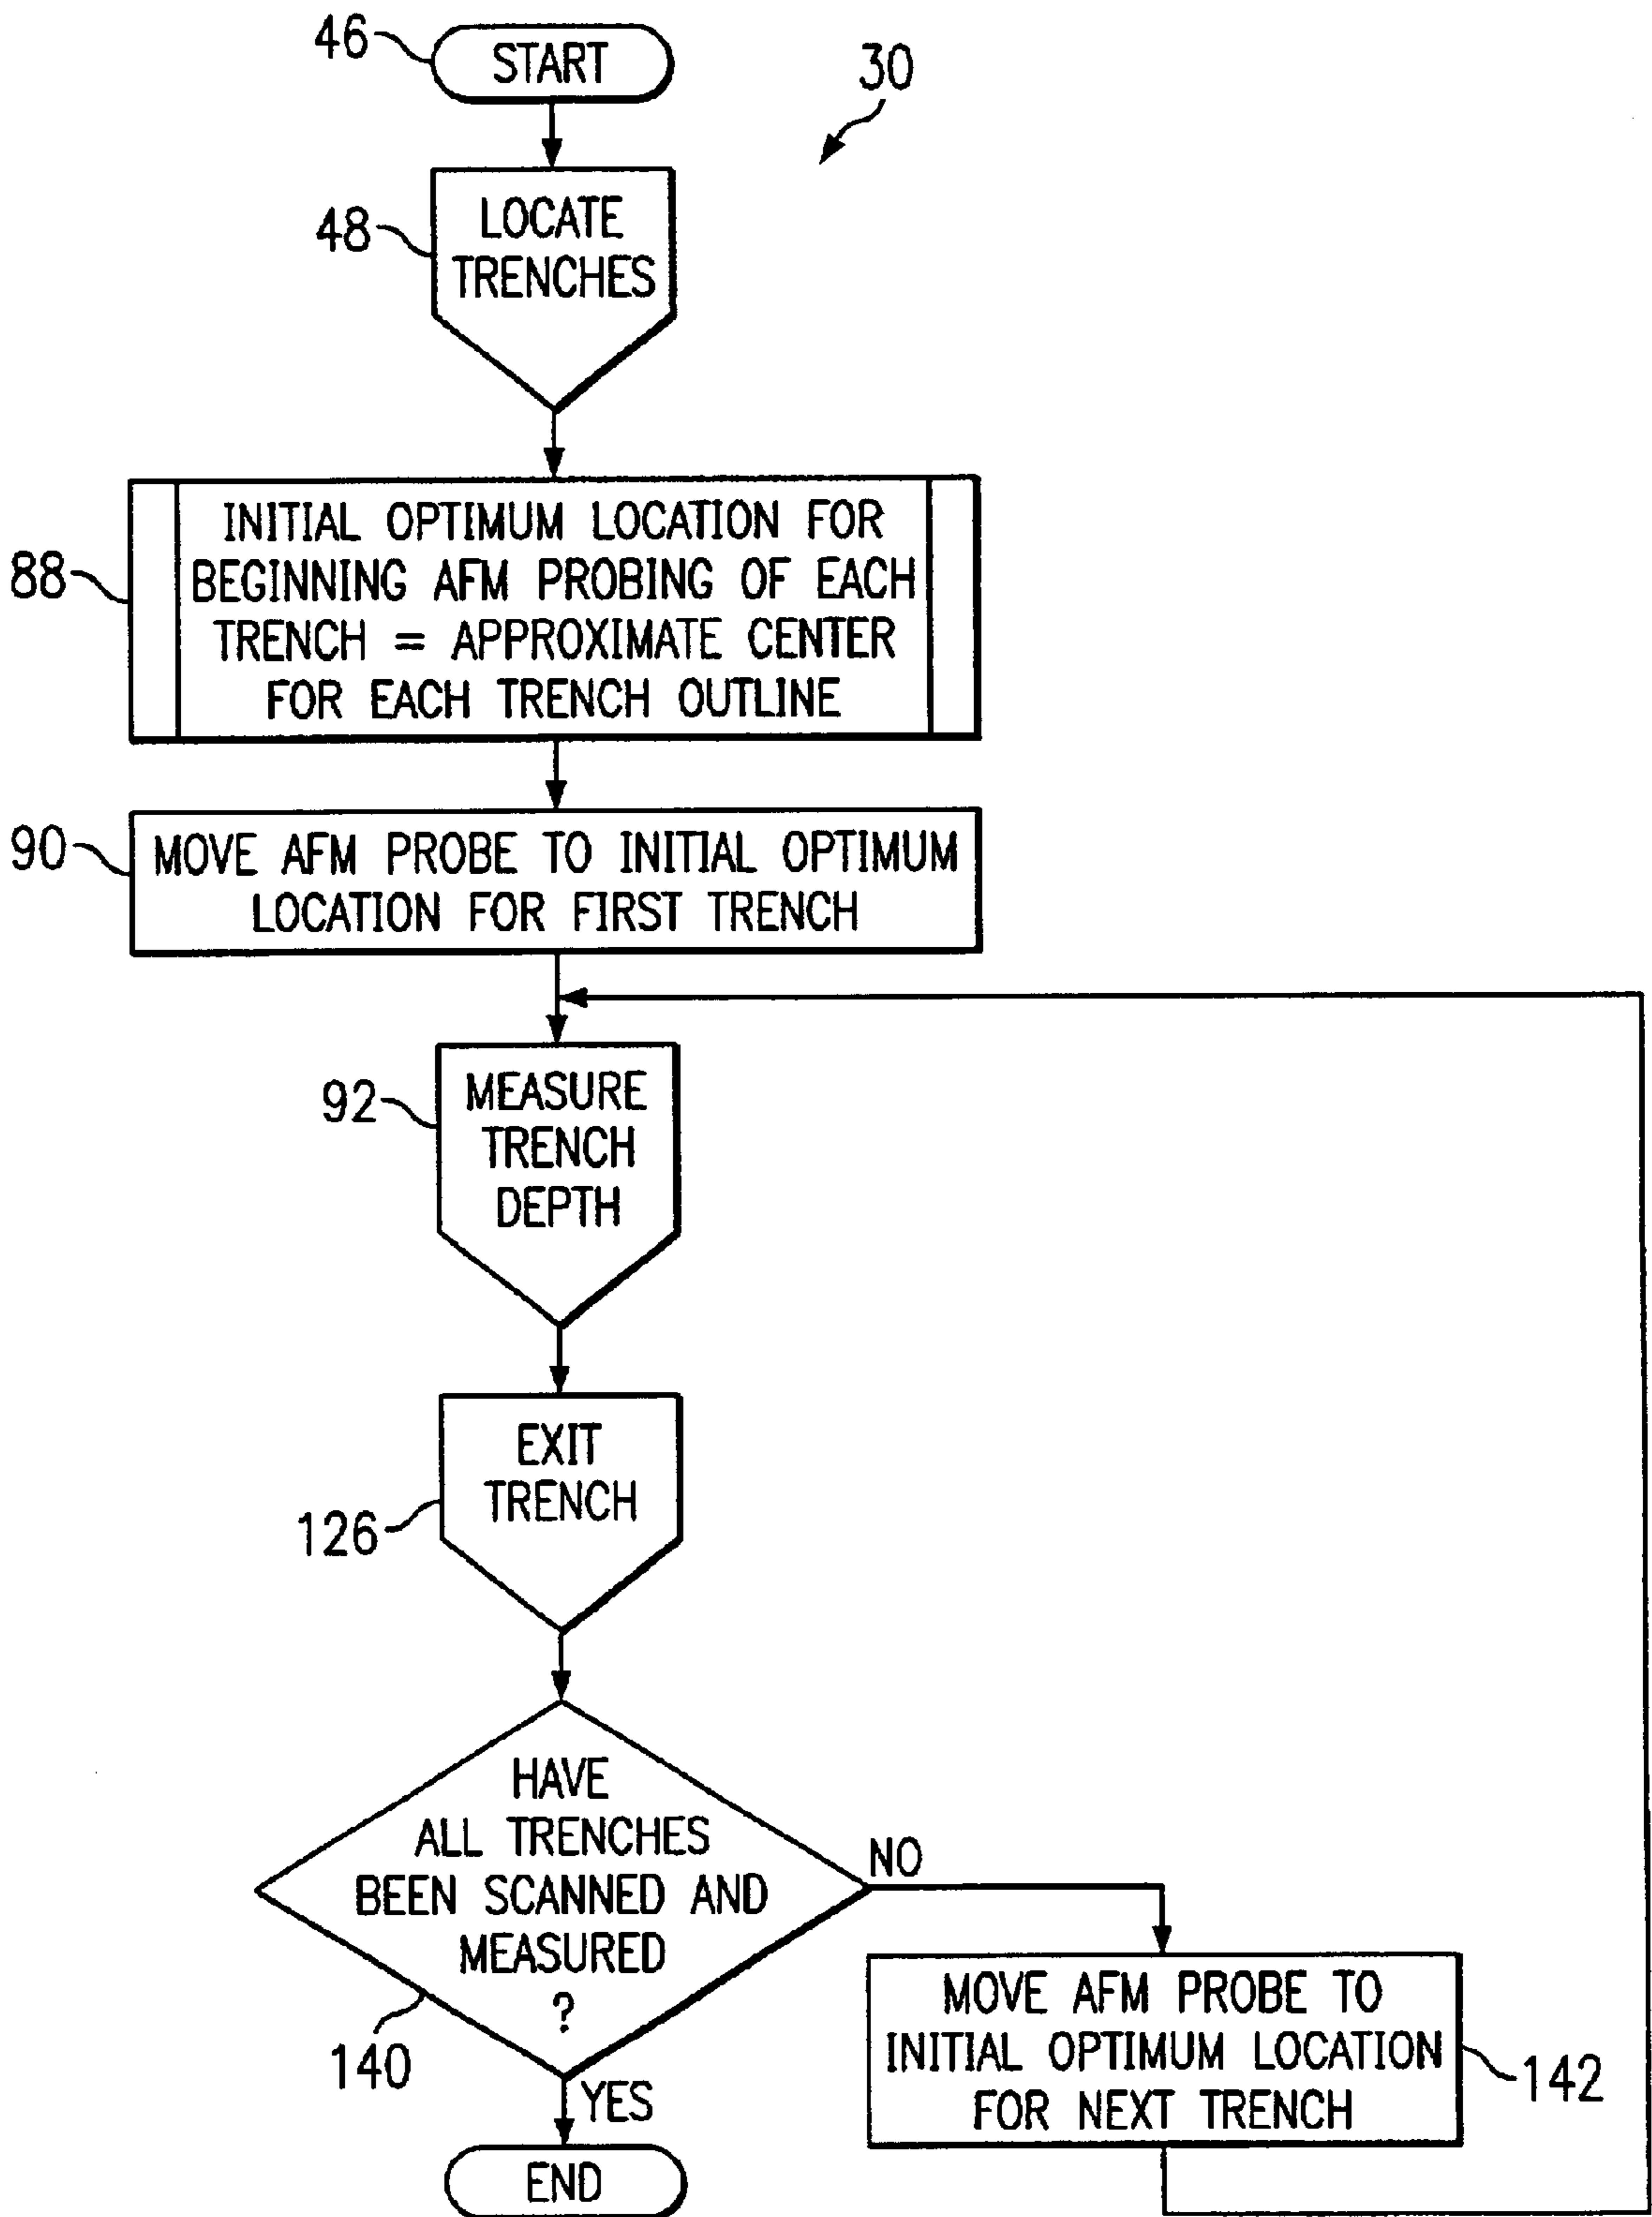 46
START
30
48
LOCATE
TRENCHES
88
INITIAL OPTIMUM LOCATION FOR
BEGINNING AFM PROBING OF EACH
TRENCH = APPROXIMATE CENTER
FOR EACH TRENCH OUTLINE
90
MOVE AFM PROBE TO INITIAL OPTIMUM
LOCATION FOR FIRST TRENCH
92
MEASURE
TRENCH
DEPTH
EXIT
TRENCH
126
HAVE
ALL TRENCHES
BEEN SCANNED AND
MEASURED
?
140
NO
YES
MOVE AFM PROBE TO
INITIAL OPTIMUM LOCATION
FOR NEXT TRENCH
142
END